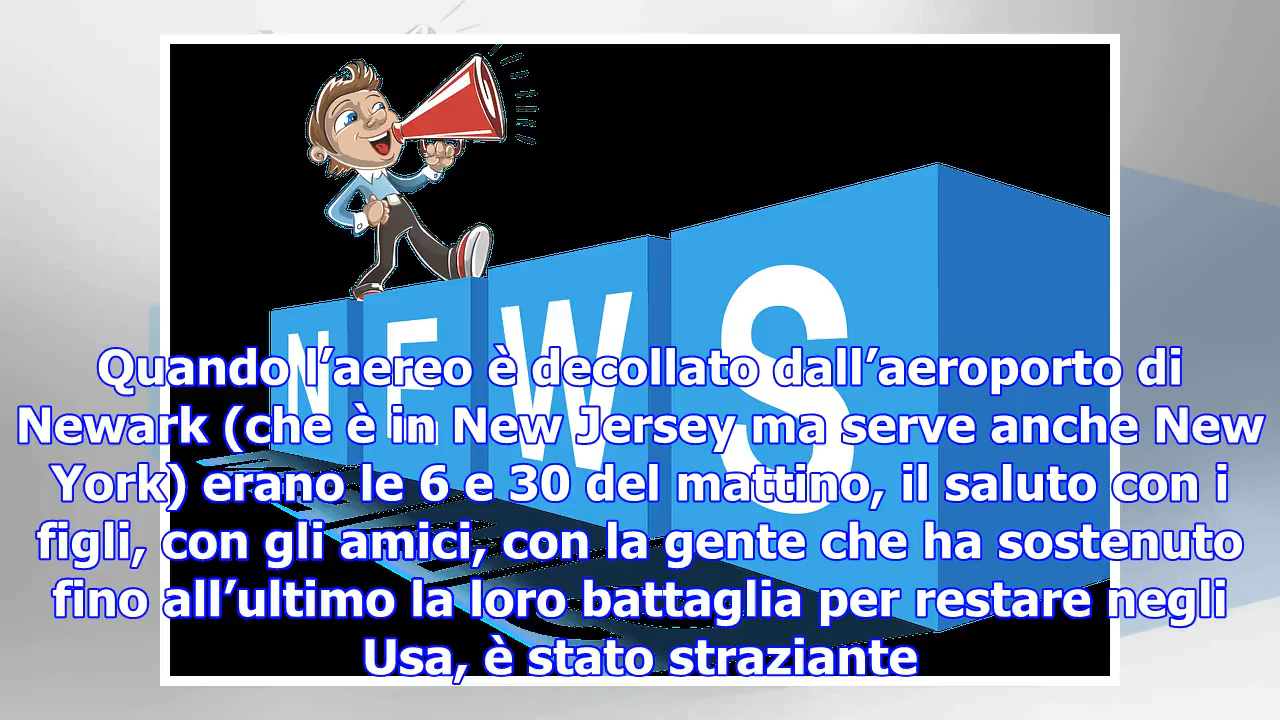 NEWS
Quando l’aereo è decollato dall’aeroporto di
Newark (che è in New Jersey ma serve anche New
York) erano le 6 e 30 del mattino, il saluto con i
figli, con gli amici, con la gente che ha sostenuto
fino all’ultimo la loro battaglia per restare negli
Usa, è stato straziante